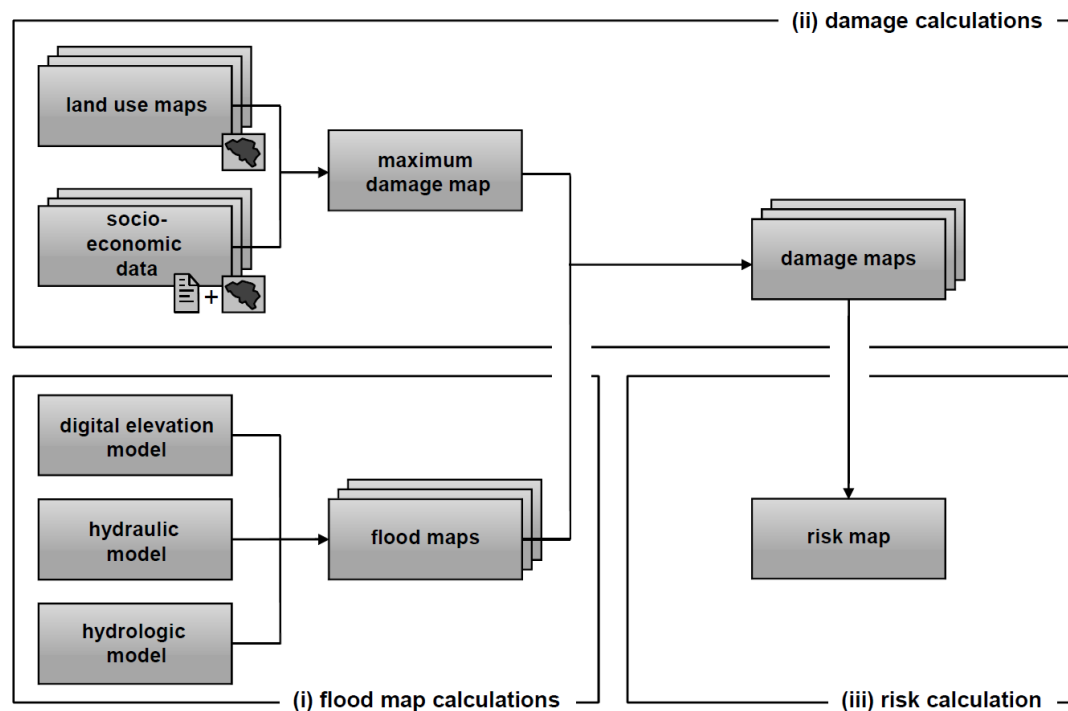 (ii) damage calculations
land use maps
maximum
damage map
socio-
economic
data
+
damage maps
digital elevation
model
hydraulic
model
flood maps
risk map
hydrologic
model
(i) flood map calculations
(iii) risk calculation